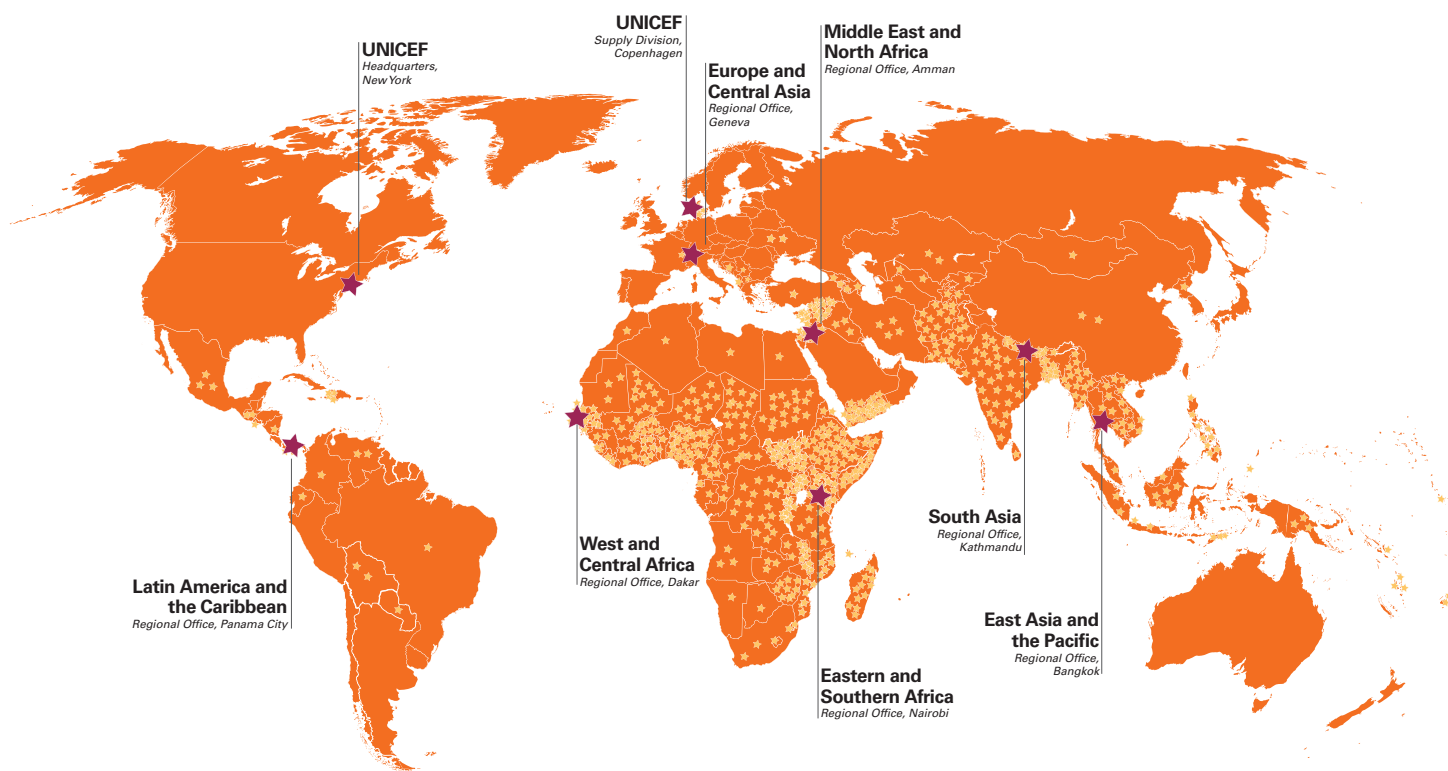 UNICEF
Headquarters,
New York
UNICEF
Supply Division,
Copenhagen
Europe and
Central Asia
Regional Office,
Geneva
Middle East and
North Africa
Regional Office, Amman
Latin America and
the Caribbean
Regional Office, Panama City
West and
Central Africa
Regional Office, Dakar
Eastern and
Southern Africa
Regional Office, Nairobi
South Asia
Regional Office,
Kathmandu
East Asia and
the Pacific
Regional Office,
Bangkok